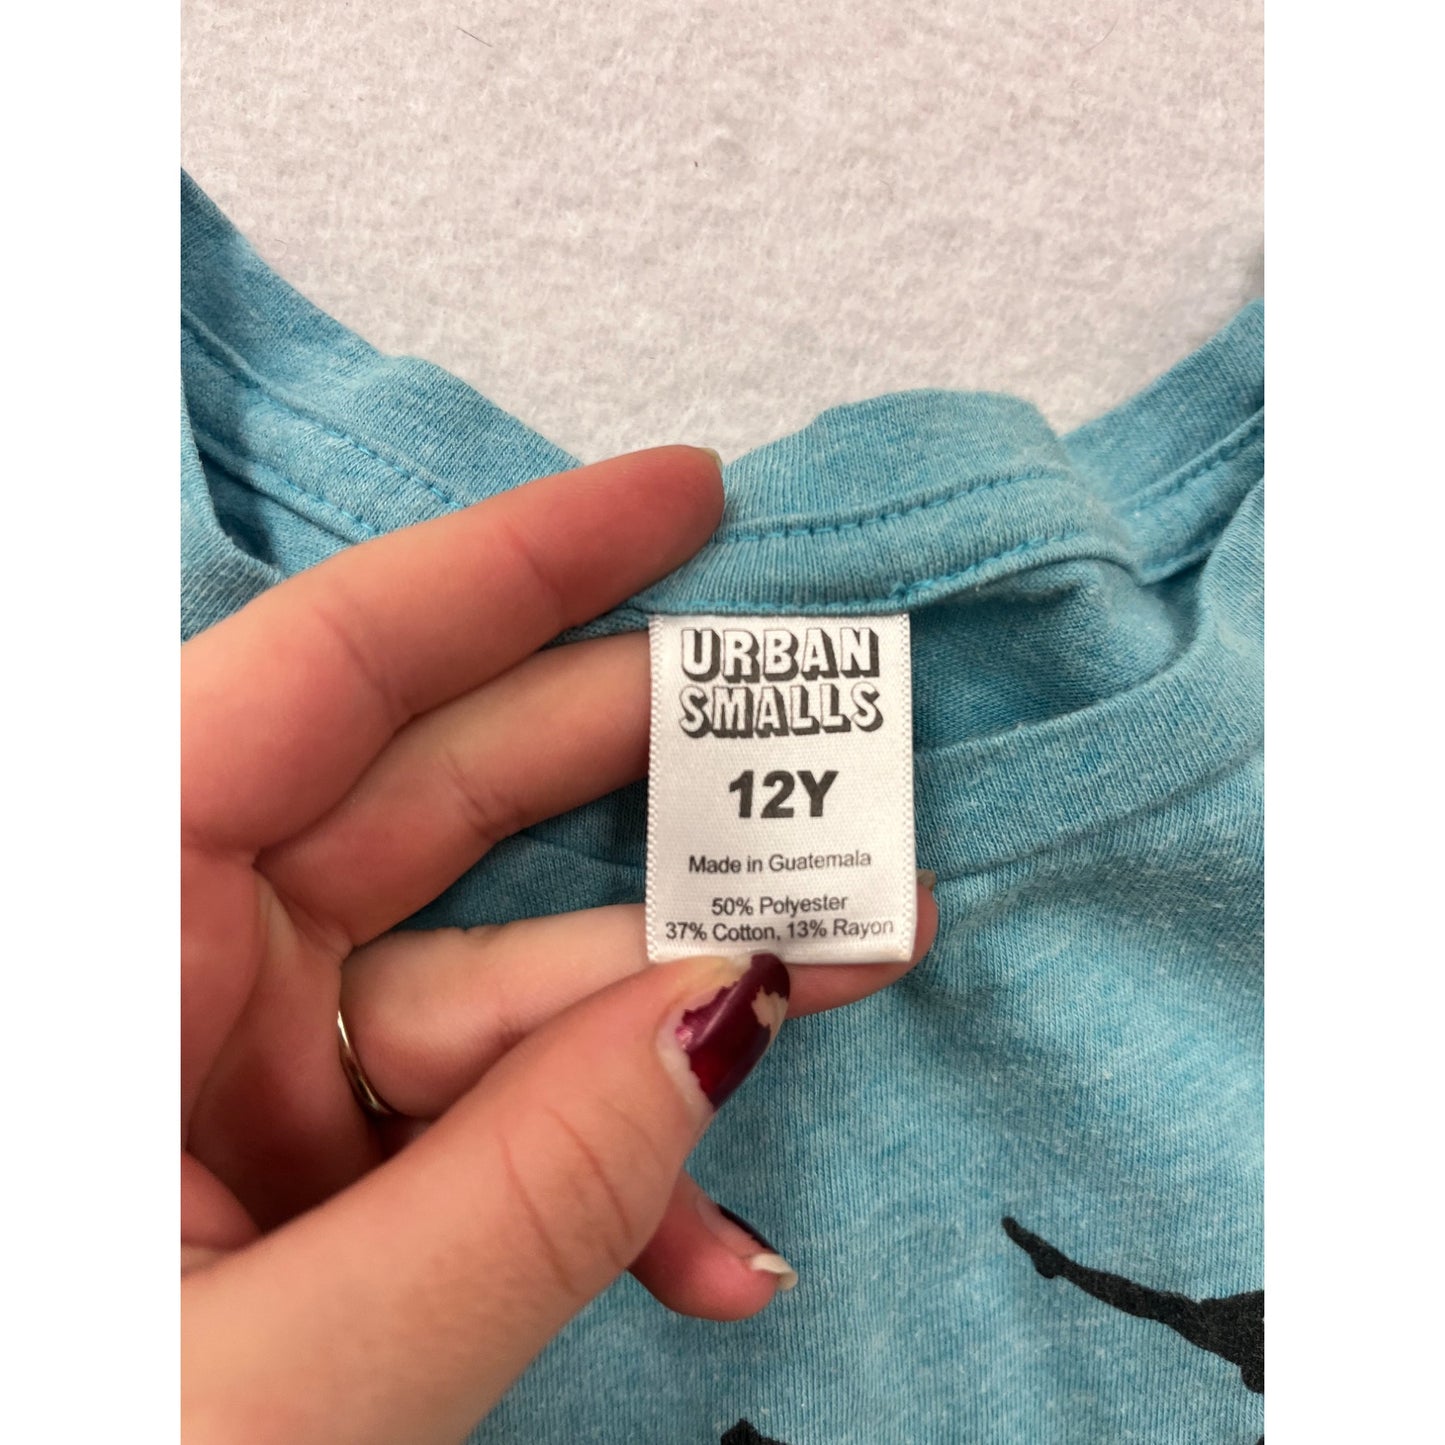 URBAN
SMALLS
12Y
Made in Guatemala
50% Polyester
37% Cotton, 13% Rayon